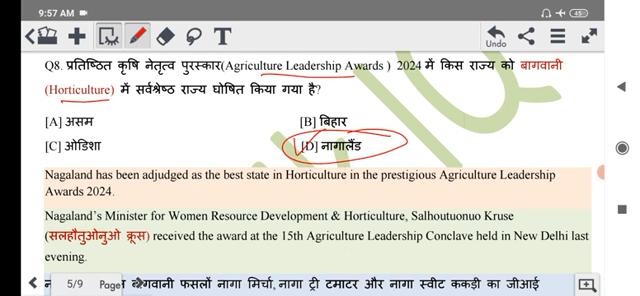 9:57 AM
45
T
Undo
Q8. प्रतिष्ठित कृषि नेतृत्व पुरस्कार(Agriculture Leadership Awards ) 2024 में किस राज्य को बागवानी
(Horticulture) में सर्वश्रेष्ठ राज्य घोषित किया गया है?
[A] असम [B] बिहार
[C] ओडिशा [D] नागालैंड
Nagaland has been adjudged as the best state in Horticulture in the prestigious Agriculture Leadership
Awards 2024.
Nagaland's Minister for Women Resource Development & Horticulture, Salhoutuonuo Kruse
(सलहौतुओनुओ क्रूस) received the award at the 15th Agriculture Leadership Conclave held in New Delhi last
evening.
5/9 Page बागवानी फसलों नागा मिर्चा, नागा ट्री टमाटर और नागा स्वीट ककड़ी का जीआई